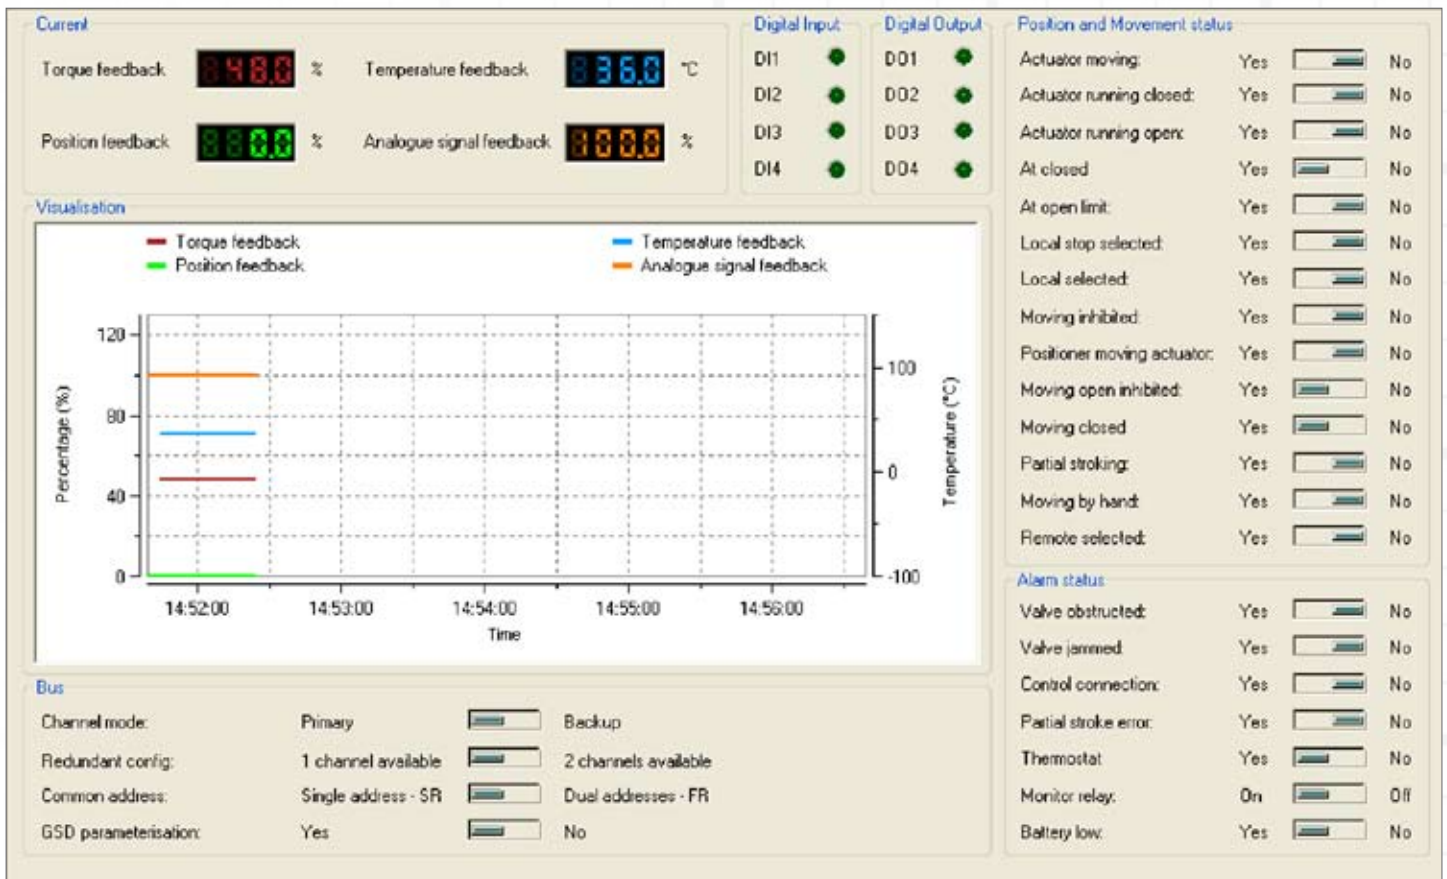 Current
Torque feedback 48.0 %
Temperature feedback 36.0 °C
Position feedback 0.0 %
Analogue signal feedback 100.0 %
Digital Input
DI1
DI2
DI3
DI4
Digital Output
DO1
DO2
DO3
DO4
Visualisation
Torque feedback
Position feedback
Temperature feedback
Analogue signal feedback
Percentage (%)
120
80
40
0
100
0
-100
Temperature (°C)
14:52:00 14:53:00 14:54:00 14:55:00 14:56:00
Time
Bus
Channel mode: Primary Backup
Redundant config: 1 channel available 2 channels available
Common address: Single address - SR Dual addresses - FR
GSD parameterisation: Yes No
Position and Movement status
Actuator moving: Yes No
Actuator running closed: Yes No
Actuator running open: Yes No
At closed Yes No
At open limit: Yes No
Local stop selected: Yes No
Local selected: Yes No
Moving inhibited: Yes No
Positioner moving actuator: Yes No
Moving open inhibited: Yes No
Moving closed Yes No
Partial stroking: Yes No
Moving by hand: Yes No
Remote selected: Yes No
Alarm status
Valve obstructed: Yes No
Valve jammed: Yes No
Control connection: Yes No
Partial stroke error: Yes No
Thermostat Yes No
Monitor relay: On Off
Battery low: Yes No